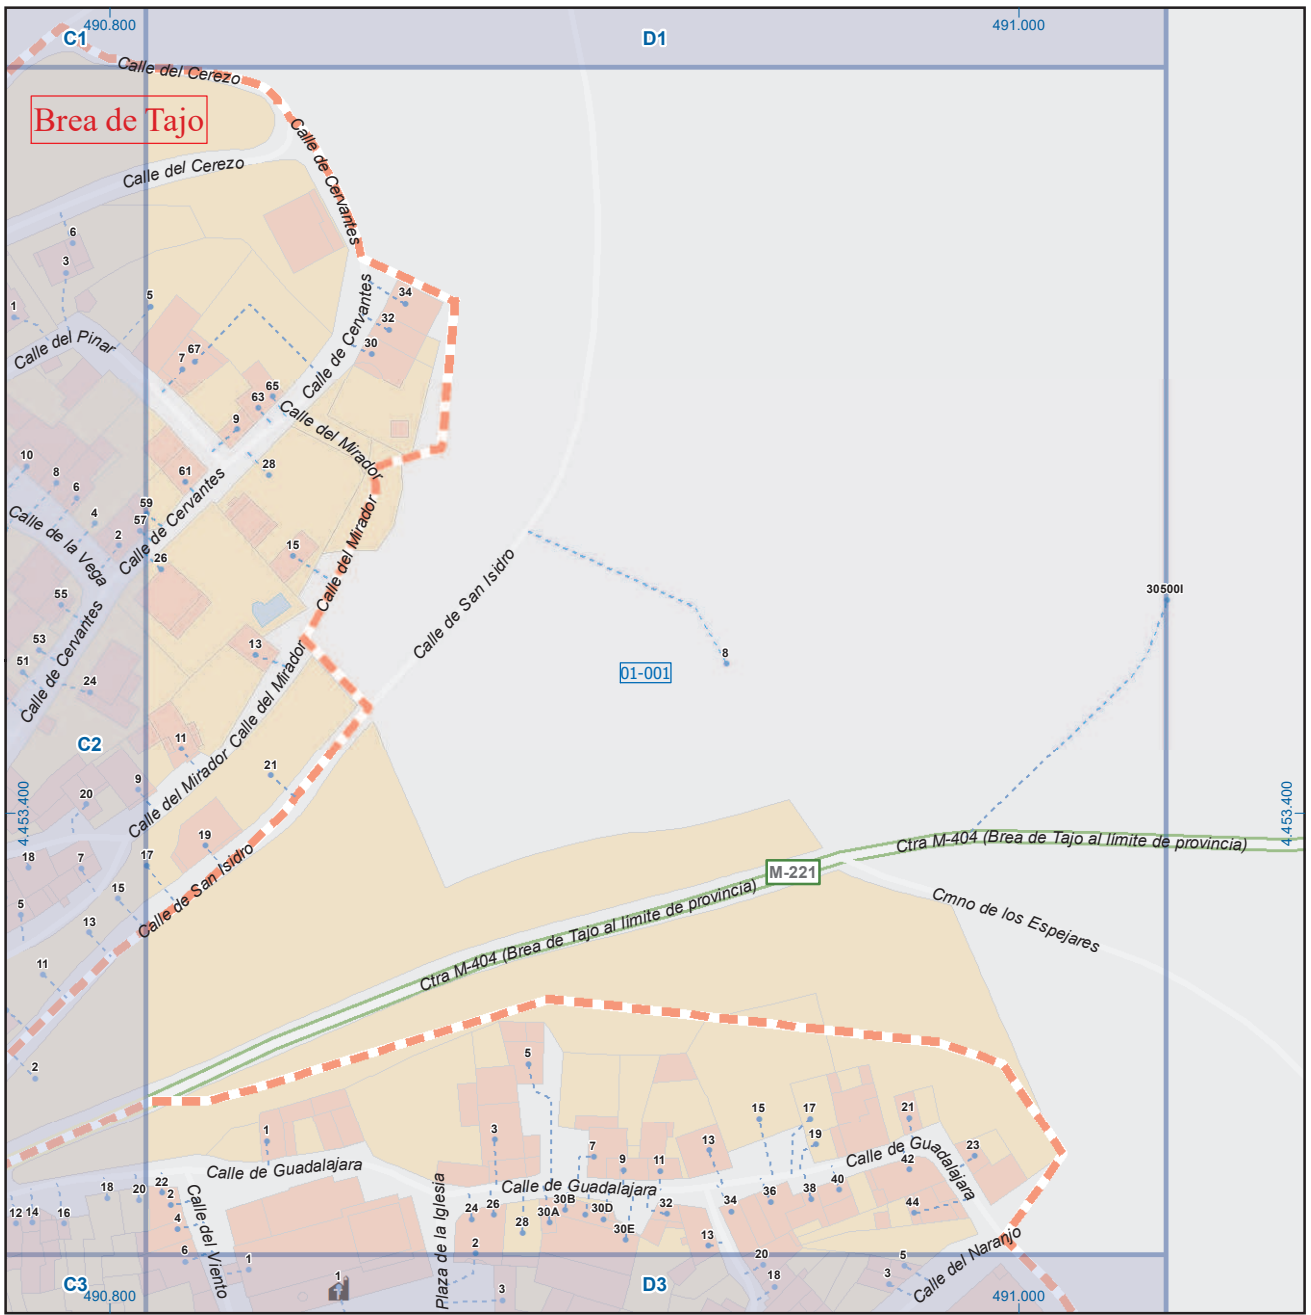 490.800
491.000
C1
D1
Calle del Cerezo
Brea de Tajo
Calle de Cervantes
Calle del Cerezo
6
3
1
5
34
32
30
Calle de Cervantes
Calle del Pinar
7
67
65
63
9
Calle del Mirador
10
8
6
4
2
61
28
59
57
Calle de Cervantes
Calle de la Vega
26
15
Calle del Mirador
Calle de San Isidro
30500I
55
53
51
24
Calle de Cervantes
13
8
01-001
C2
11
Calle del Mirador
Calle del Mirador
21
9
20
4.453.400
4.453.400
19
18
7
17
15
5
13
11
2
Calle de San Isidro
Ctra M-404 (Brea de Tajo al límite de provincia)
M-221
Cmno de los Espejares
Ctra M-404 (Brea de Tajo al límite de provincia)
5
1
3
7
9
11
13
15
17
19
21
23
42
Calle de Guadalajara
Calle de Guadalajara
Calle de Guadalajara
12
14
16
18
20
22
2
4
6
Calle del Viento
Plaza de la Iglesia
24
26
28
30A
30B
30D
30E
32
34
36
38
40
44
13
Calle del Naranjo
1
1
2
3
20
18
5
3
C3
D3
490.800
491.000